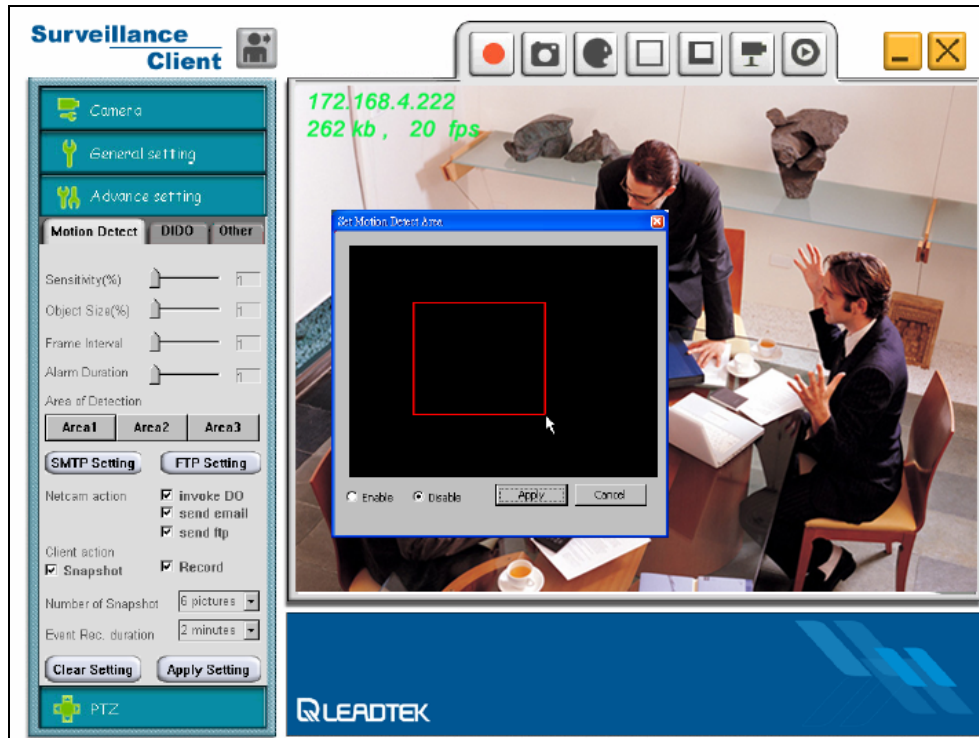 Surveillance
Client
172.168.4.222
262 kb , 20 fps
Camera
General setting
Advance setting
Motion Detect DIDO Other
Sensitivity(%) 1
Object Size(%) 1
Frame Interval 1
Alarm Duration 1
Area of Detection
Area1 Area2 Area3
SMTP Setting FTP Setting
Netcam action invoke DO
send email
send ftp
Client action
Snapshot Record
Number of Snapshot 6 pictures
Event Rec. duration 2 minutes
Clear Setting Apply Setting
PTZ
Set Motion Detect Area
Enable Disable Apply Cancel
LEADTEK